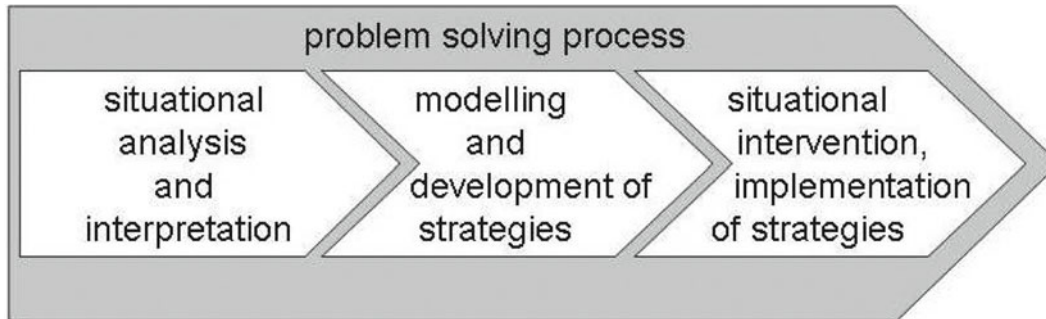 problem solving process
situational
analysis
and
interpretation
modelling
and
development of
strategies
situational
intervention,
implementation
of strategies